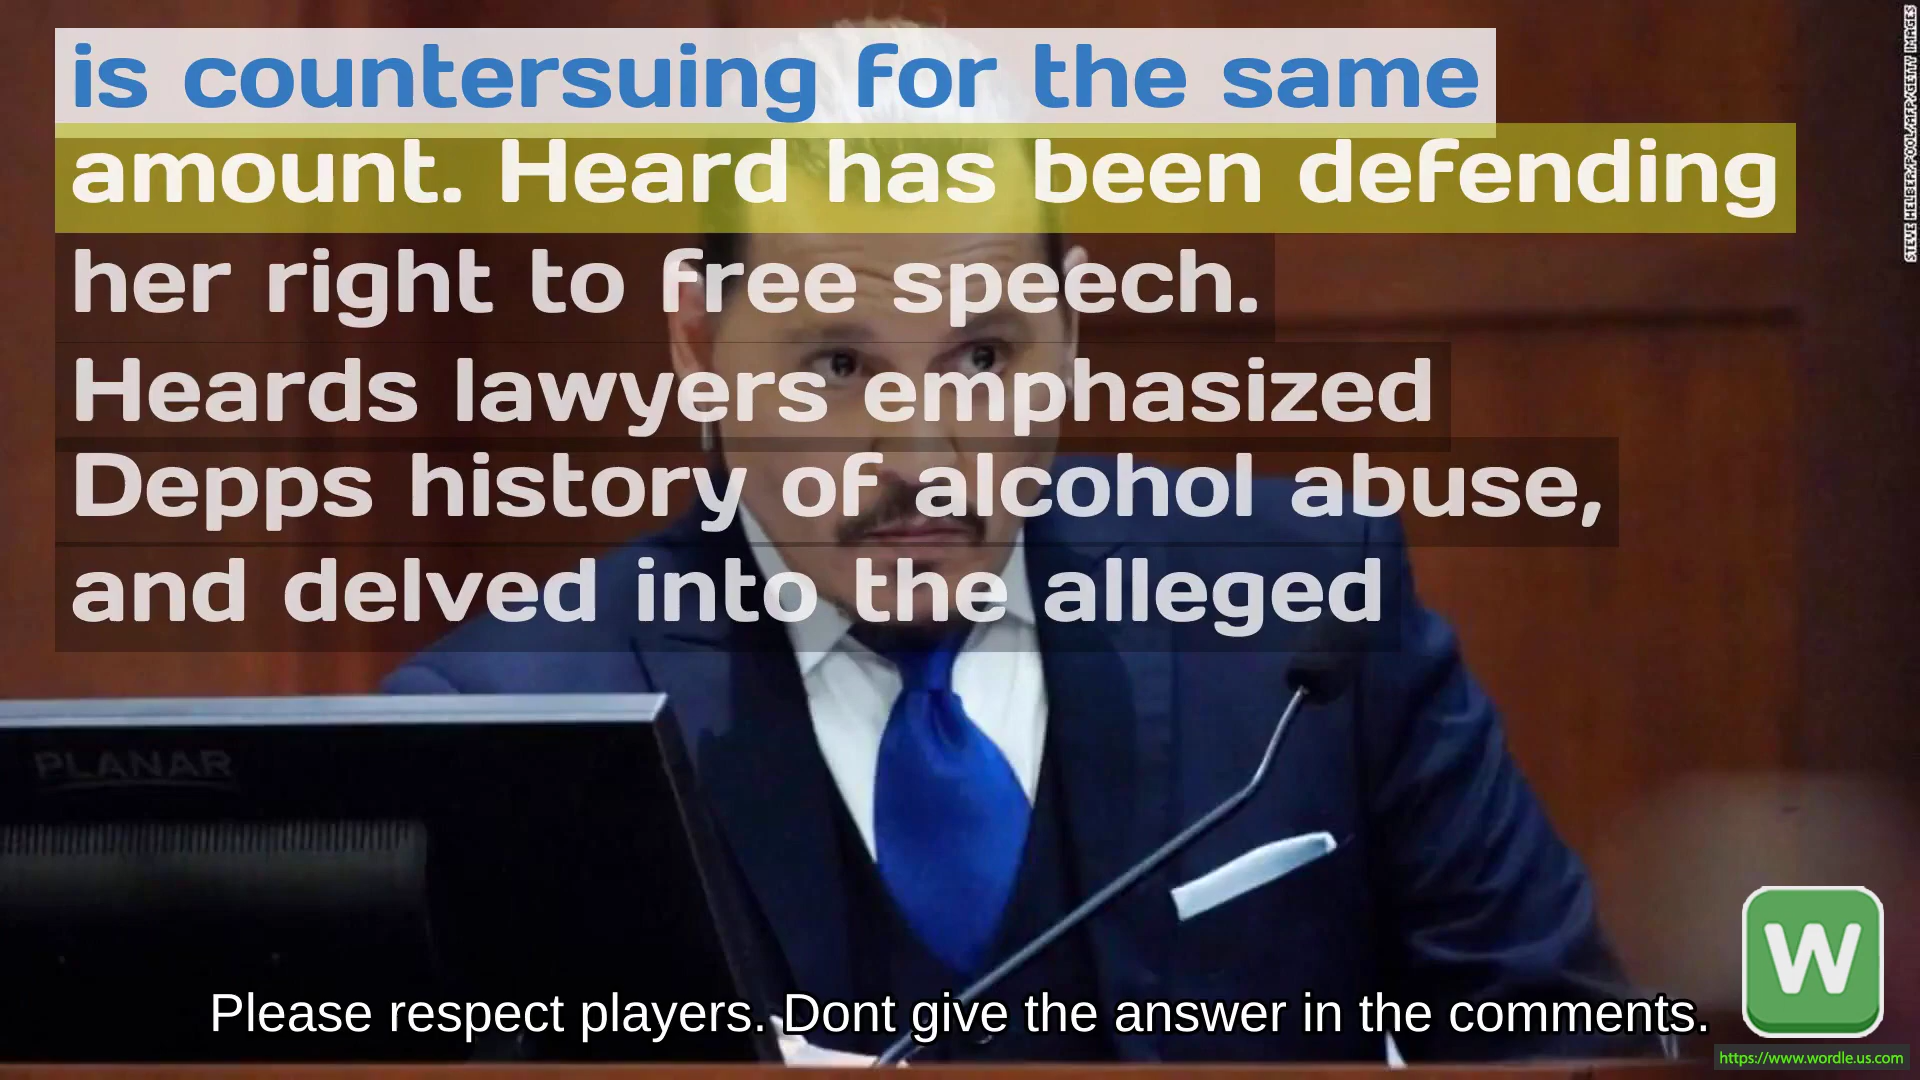 is countersuing for the same
amount. Heard has been defending
her right to free speech.
Heards lawyers emphasized
Depps history of alcohol abuse,
and delved into the alleged
STEVE HELBER/POOL/AFP/GETTY IMAGES
PLANAR
Please respect players. Dont give the answer in the comments.
W
https://www.wordle.us.com